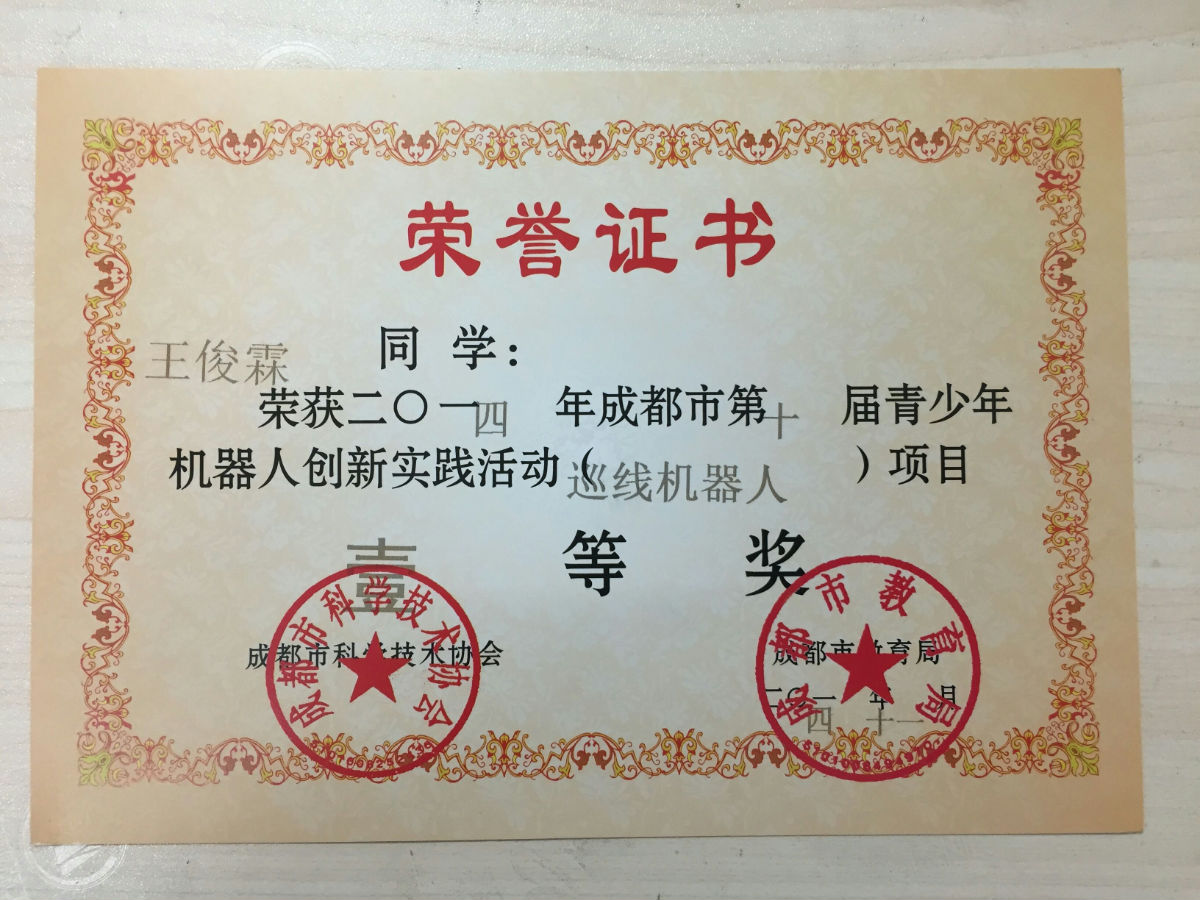 荣誉证书
王俊霖 同 学：
荣获二〇一四 年成都市第十 届青少年
机器人创新实践活动（巡线机器人 ）项目
壹 等 奖
成都市科学技术协会
成都市教育局
二〇一四年十一月
成都市科学技术协会
成都市教育局